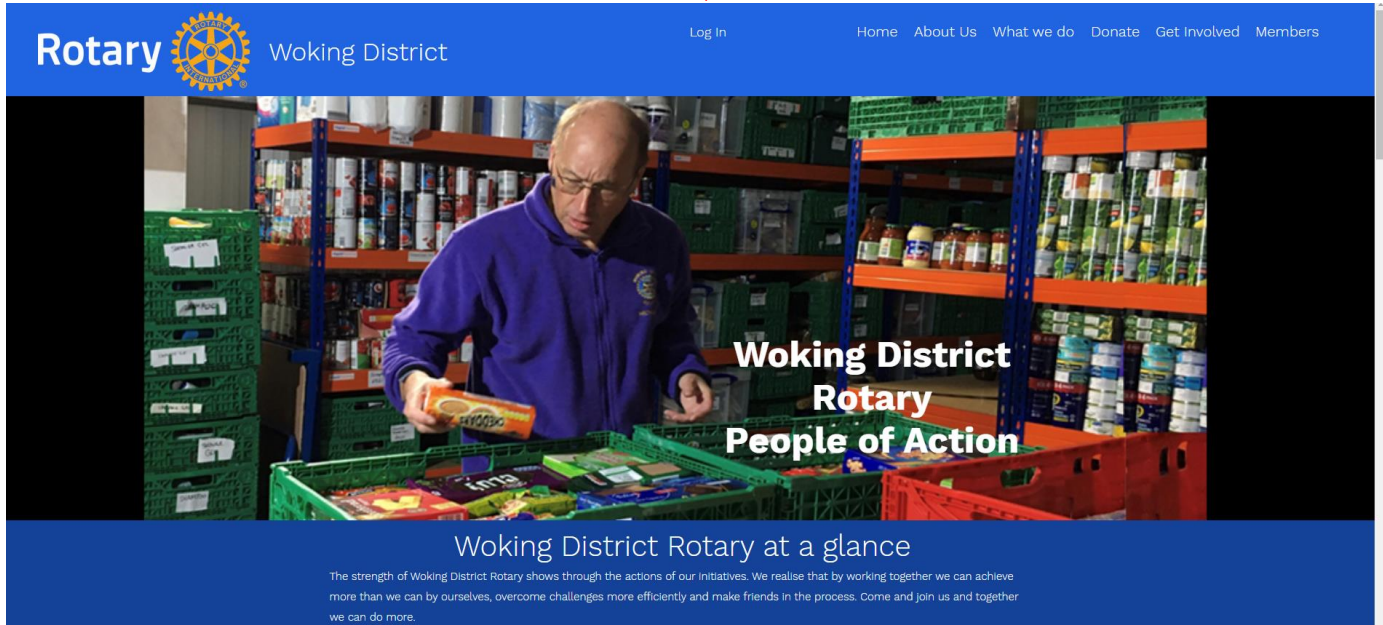 Rotary
ROTARY
INTERNATIONAL
®
Woking District
Log In
Home About Us What we do Donate Get Involved Members
Woking District
Rotary
People of Action
Woking District Rotary at a glance
The strength of Woking District Rotary shows through the actions of our initiatives. We realise that by working together we can achieve
more than we can by ourselves, overcome challenges more efficiently and make friends in the process. Come and join us and together
we can do more.